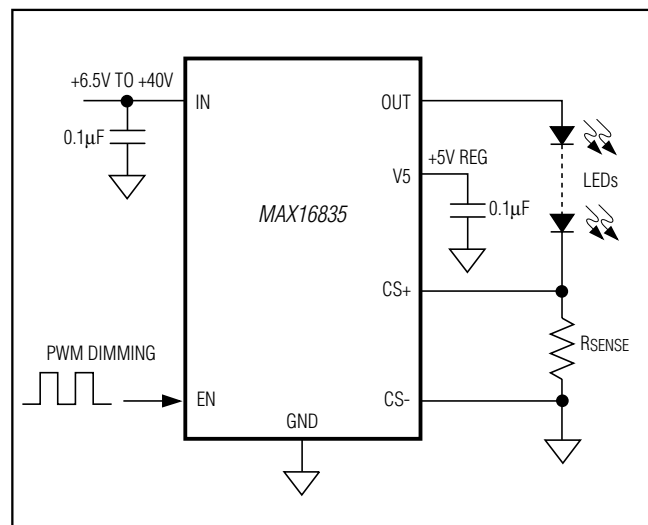 +6.5V TO +40V
IN
OUT
0.1µF
+5V REG
V5
LEDs
MAX16835
0.1µF
CS+
PWM DIMMING
RSENSE
EN
CS-
GND